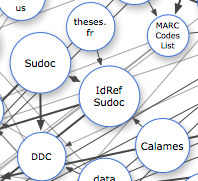 us
theses.
fr
MARC
Codes
List
Sudoc
IdRef
Sudoc
Calames
DDC
data